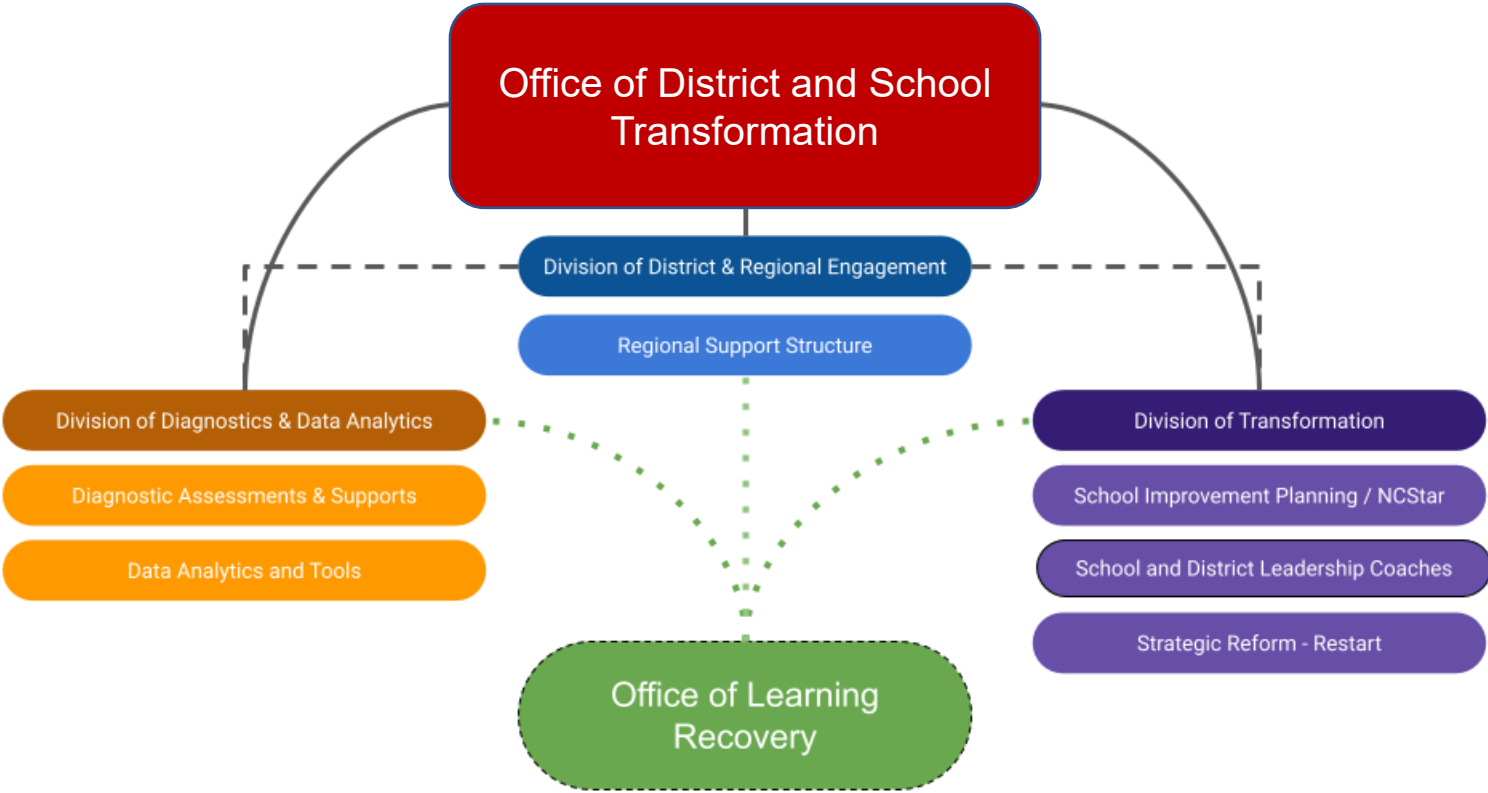 Office of District and School
Transformation
Division of District & Regional Engagement
Regional Support Structure
Division of Diagnostics & Data Analytics
Diagnostic Assessments & Supports
Data Analytics and Tools
Division of Transformation
School Improvement Planning / NCStar
School and District Leadership Coaches
Strategic Reform - Restart
Office of Learning
Recovery